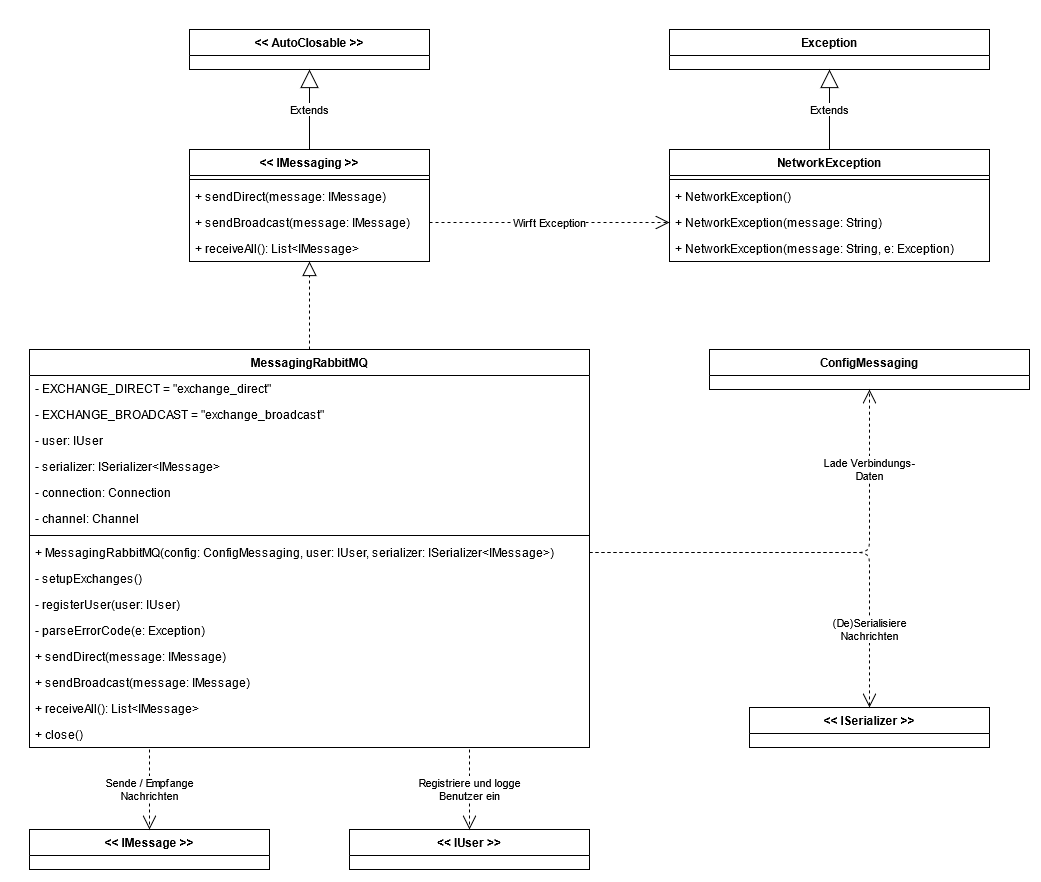 << AutoClosable >>
Exception
Extends
Extends
<< IMessaging >>
+ sendDirect(message: IMessage)
+ sendBroadcast(message: IMessage)
+ receiveAll(): List<IMessage>
Wirft Exception
NetworkException
+ NetworkException()
+ NetworkException(message: String)
+ NetworkException(message: String, e: Exception)
MessagingRabbitMQ
- EXCHANGE_DIRECT = "exchange_direct"
- EXCHANGE_BROADCAST = "exchange_broadcast"
- user: IUser
- serializer: ISerializer<IMessage>
- connection: Connection
- channel: Channel
+ MessagingRabbitMQ(config: ConfigMessaging, user: IUser, serializer: ISerializer<IMessage>)
- setupExchanges()
- registerUser(user: IUser)
- parseErrorCode(e: Exception)
+ sendDirect(message: IMessage)
+ sendBroadcast(message: IMessage)
+ receiveAll(): List<IMessage>
+ close()
ConfigMessaging
Lade Verbindungs-
Daten
(De)Serialisiere
Nachrichten
<< ISerializer >>
Sende / Empfange
Nachrichten
Registriere und logge
Benutzer ein
<< IMessage >>
<< IUser >>